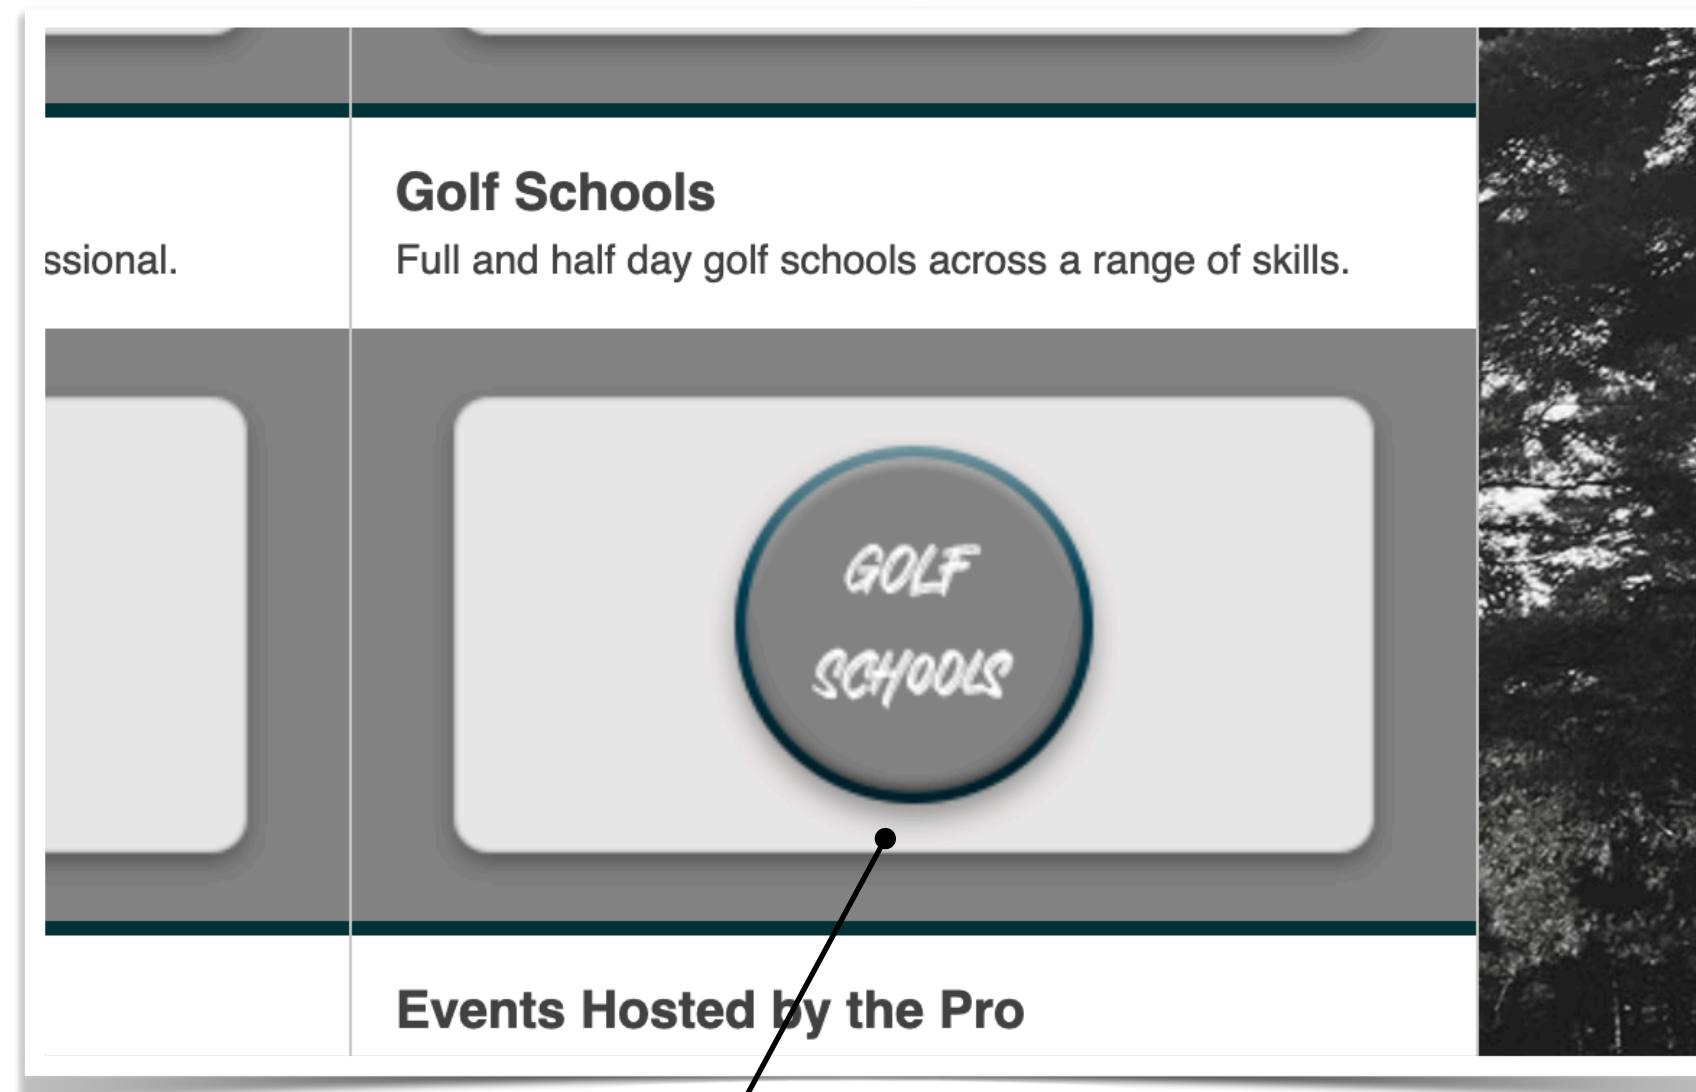 Golf Schools
ssional.
Full and half day golf schools across a range of skills.
GOLF
SCHOOLS
Events Hosted by the Pro